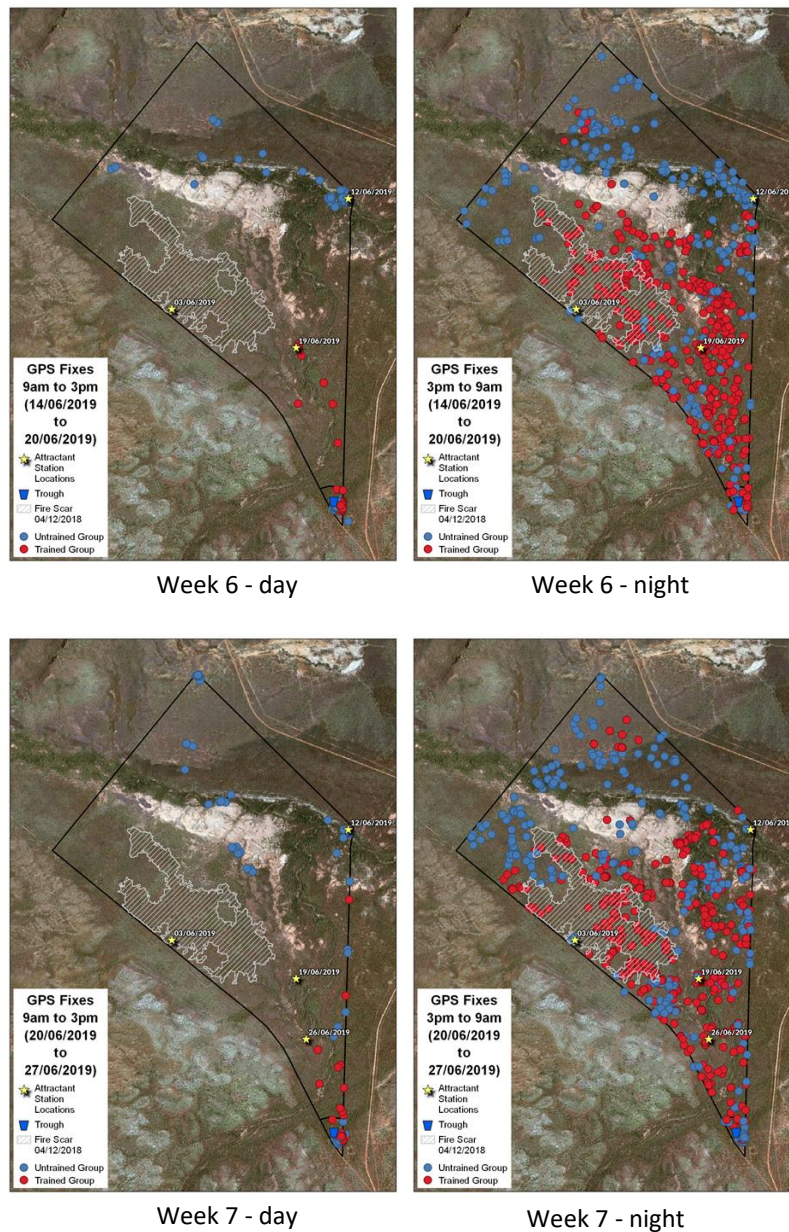 12/06/2019
03/06/2019
19/06/2019
GPS Fixes
9am to 3pm
(14/06/2019
to
20/06/2019)
Attractant
Station
Locations
Trough
Fire Scar
04/12/2018
Untrained Group
Trained Group
Week 6 - day
12/06/2019
03/06/2019
19/06/2019
GPS Fixes
3pm to 9am
(14/06/2019
to
20/06/2019)
Attractant
Station
Locations
Trough
Fire Scar
04/12/2018
Untrained Group
Trained Group
Week 6 - night
12/06/2019
03/06/2019
19/06/2019
26/06/2019
GPS Fixes
9am to 3pm
(20/06/2019
to
27/06/2019)
Attractant
Station
Locations
Trough
Fire Scar
04/12/2018
Untrained Group
Trained Group
Week 7 - day
12/06/2019
03/06/2019
19/06/2019
26/06/2019
GPS Fixes
3pm to 9am
(20/06/2019
to
27/06/2019)
Attractant
Station
Locations
Trough
Fire Scar
04/12/2018
Untrained Group
Trained Group
Week 7 - night